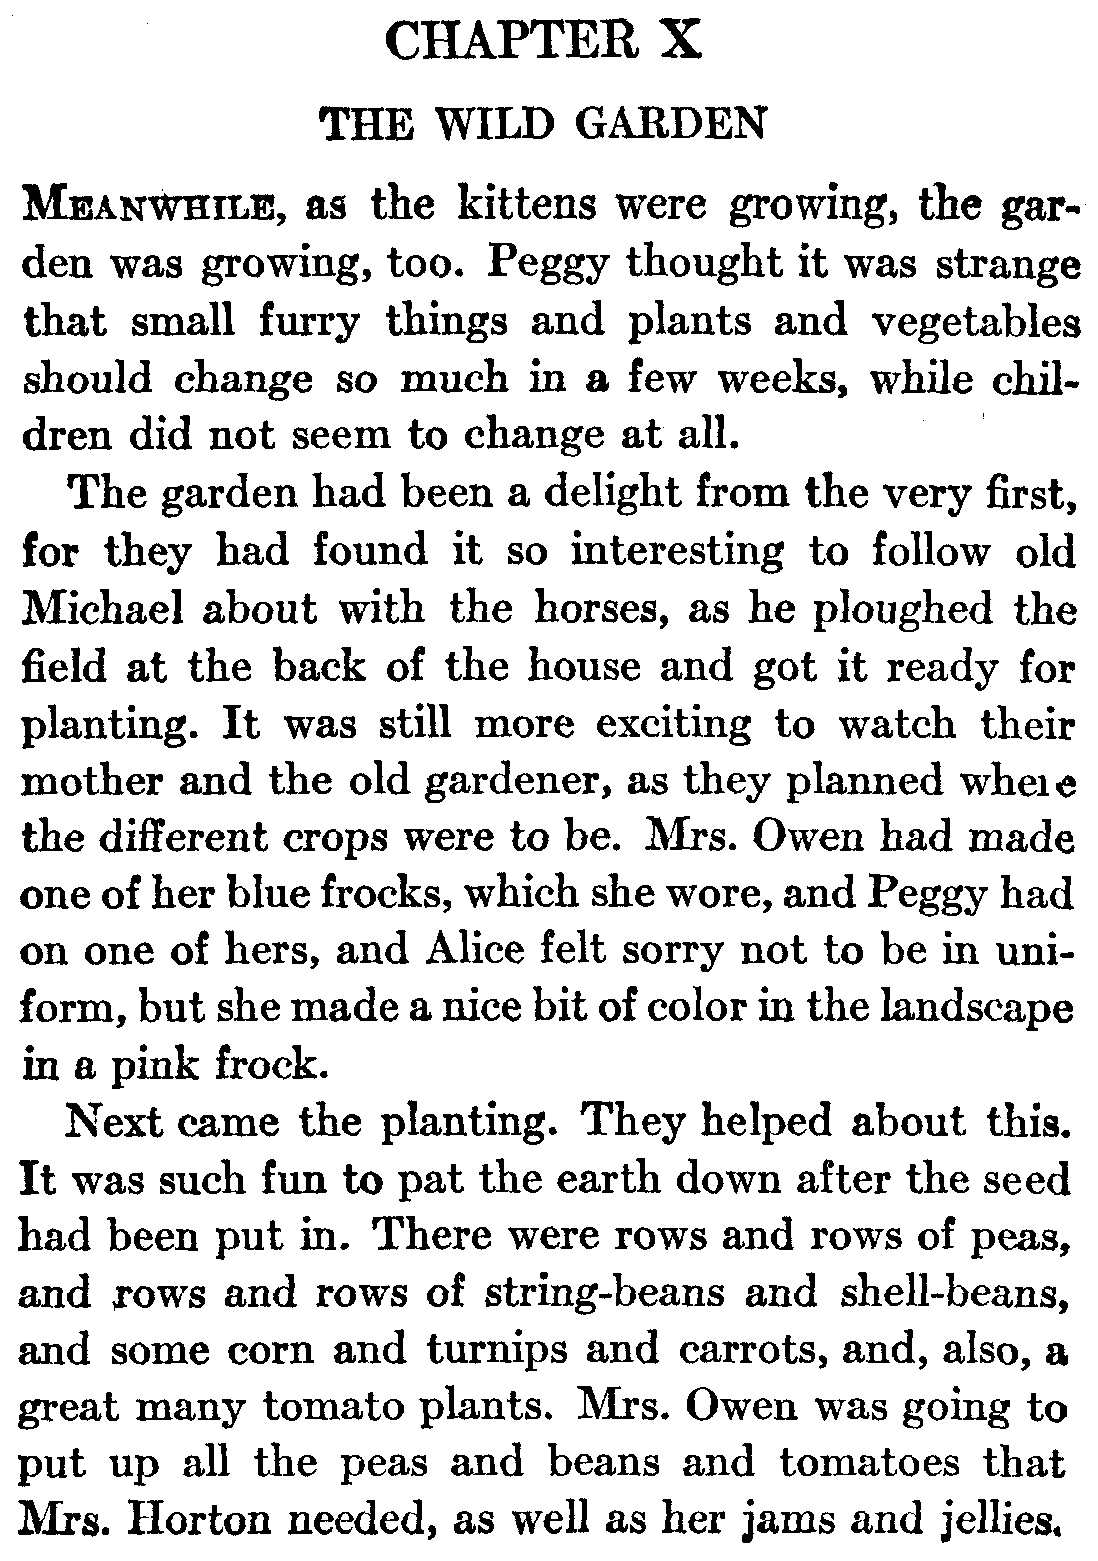 CHAPTER X
THE WILD GARDEN
MEANWHILE, as the kittens were growing, the gar-
den was growing, too. Peggy thought it was strange
that small furry things and plants and vegetables
should change so much in a few weeks, while chil-
dren did not seem to change at all.
The garden had been a delight from the very first,
for they had found it so interesting to follow old
Michael about with the horses, as he ploughed the
field at the back of the house and got it ready for
planting. It was still more exciting to watch their
mother and the old gardener, as they planned where
the different crops were to be. Mrs. Owen had made
one of her blue frocks, which she wore, and Peggy had
on one of hers, and Alice felt sorry not to be in uni-
form, but she made a nice bit of color in the landscape
in a pink frock.
Next came the planting. They helped about this.
It was such fun to pat the earth down after the seed
had been put in. There were rows and rows of peas,
and rows and rows of string-beans and shell-beans,
and some corn and turnips and carrots, and, also, a
great many tomato plants. Mrs. Owen was going to
put up all the peas and beans and tomatoes that
Mrs. Horton needed, as well as her jams and jellies.